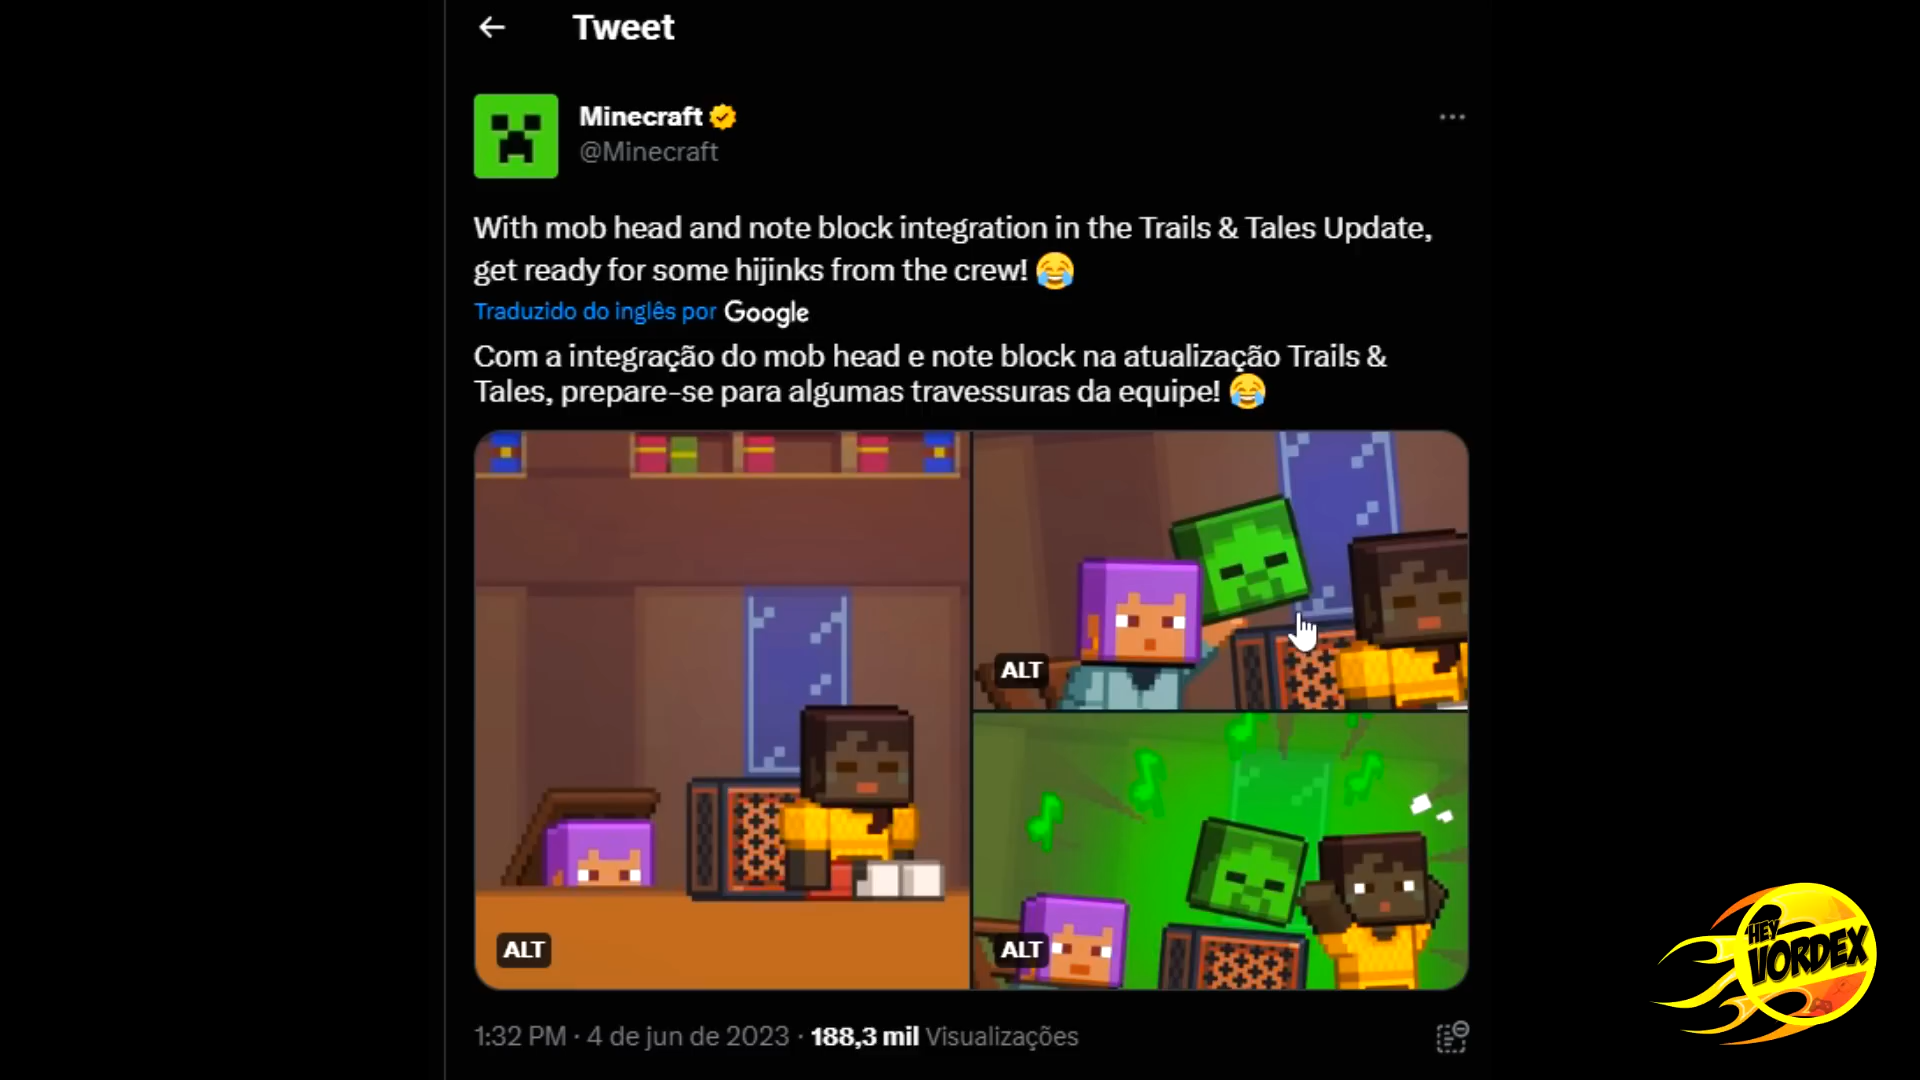 Tweet
Minecraft
@Minecraft
With mob head and note block integration in the Trails & Tales Update,
get ready for some hijinks from the crew! 😂
Traduzido do inglês por Google
Com a integração do mob head e note block na atualização Trails &
Tales, prepare-se para algumas travessuras da equipe! 😂
ALT
ALT
ALT
1:32 PM · 4 de jun de 2023 · 188,3 mil Visualizações
HEY
VORDEX